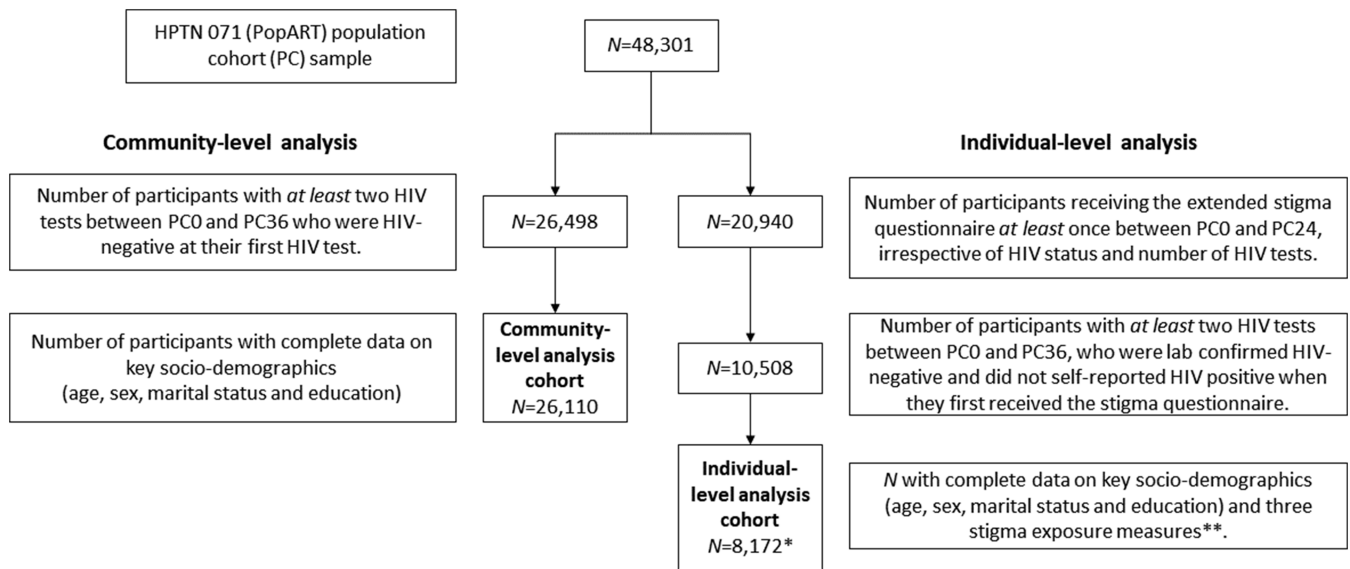 HPTN 071 (PopART) population
cohort (PC) sample
N=48,301
Community-level analysis
Individual-level analysis
Number of participants with at least two HIV
tests between PC0 and PC36 who were HIV-
negative at their first HIV test.
N=26,498
N=20,940
Number of participants receiving the extended stigma
questionnaire at least once between PC0 and PC24,
irrespective of HIV status and number of HIV tests.
Number of participants with complete data on
key socio-demographics
(age, sex, marital status and education)
Community-
level analysis
cohort
N=26,110
N=10,508
Number of participants with at least two HIV tests
between PC0 and PC36, who were lab confirmed HIV-
negative and did not self-reported HIV positive when
they first received the stigma questionnaire.
Individual-
level analysis
cohort
N=8,172*
N with complete data on key socio-demographics
(age, sex, marital status and education) and three
stigma exposure measures**.